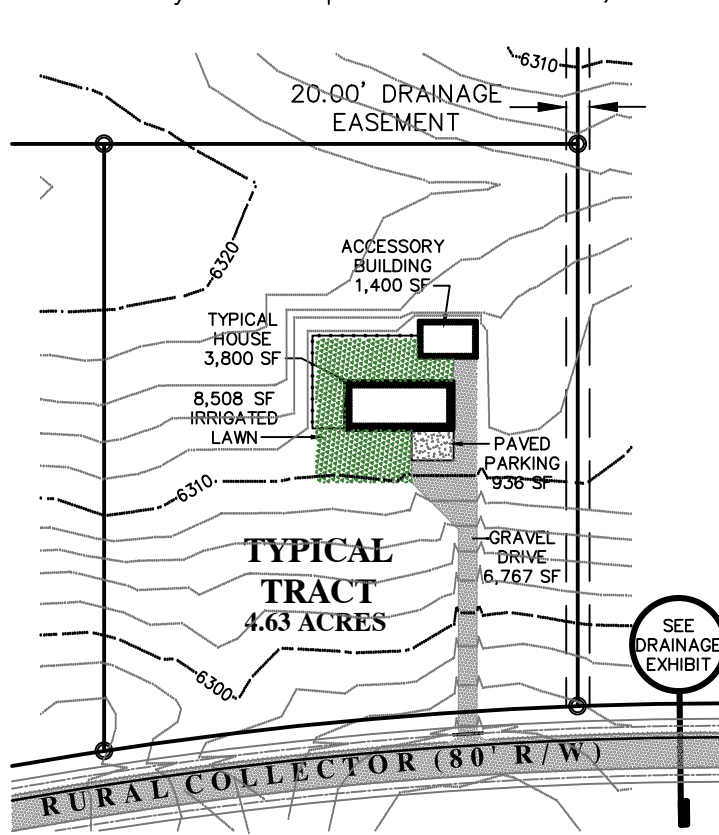 6310
20.00' DRAINAGE
EASEMENT
6320
ACCESSORY
BUILDING
1,400 SF
TYPICAL
HOUSE
3,800 SF
8,508 SF
IRRIGATED
LAWN
PAVED
PARKING
936 SF
6310
GRAVEL
DRIVE
6,767 SF
TYPICAL
TRACT
4.63 ACRES
6300
SEE
DRAINAGE
EXHIBIT
RURAL COLLECTOR (80' R/W)